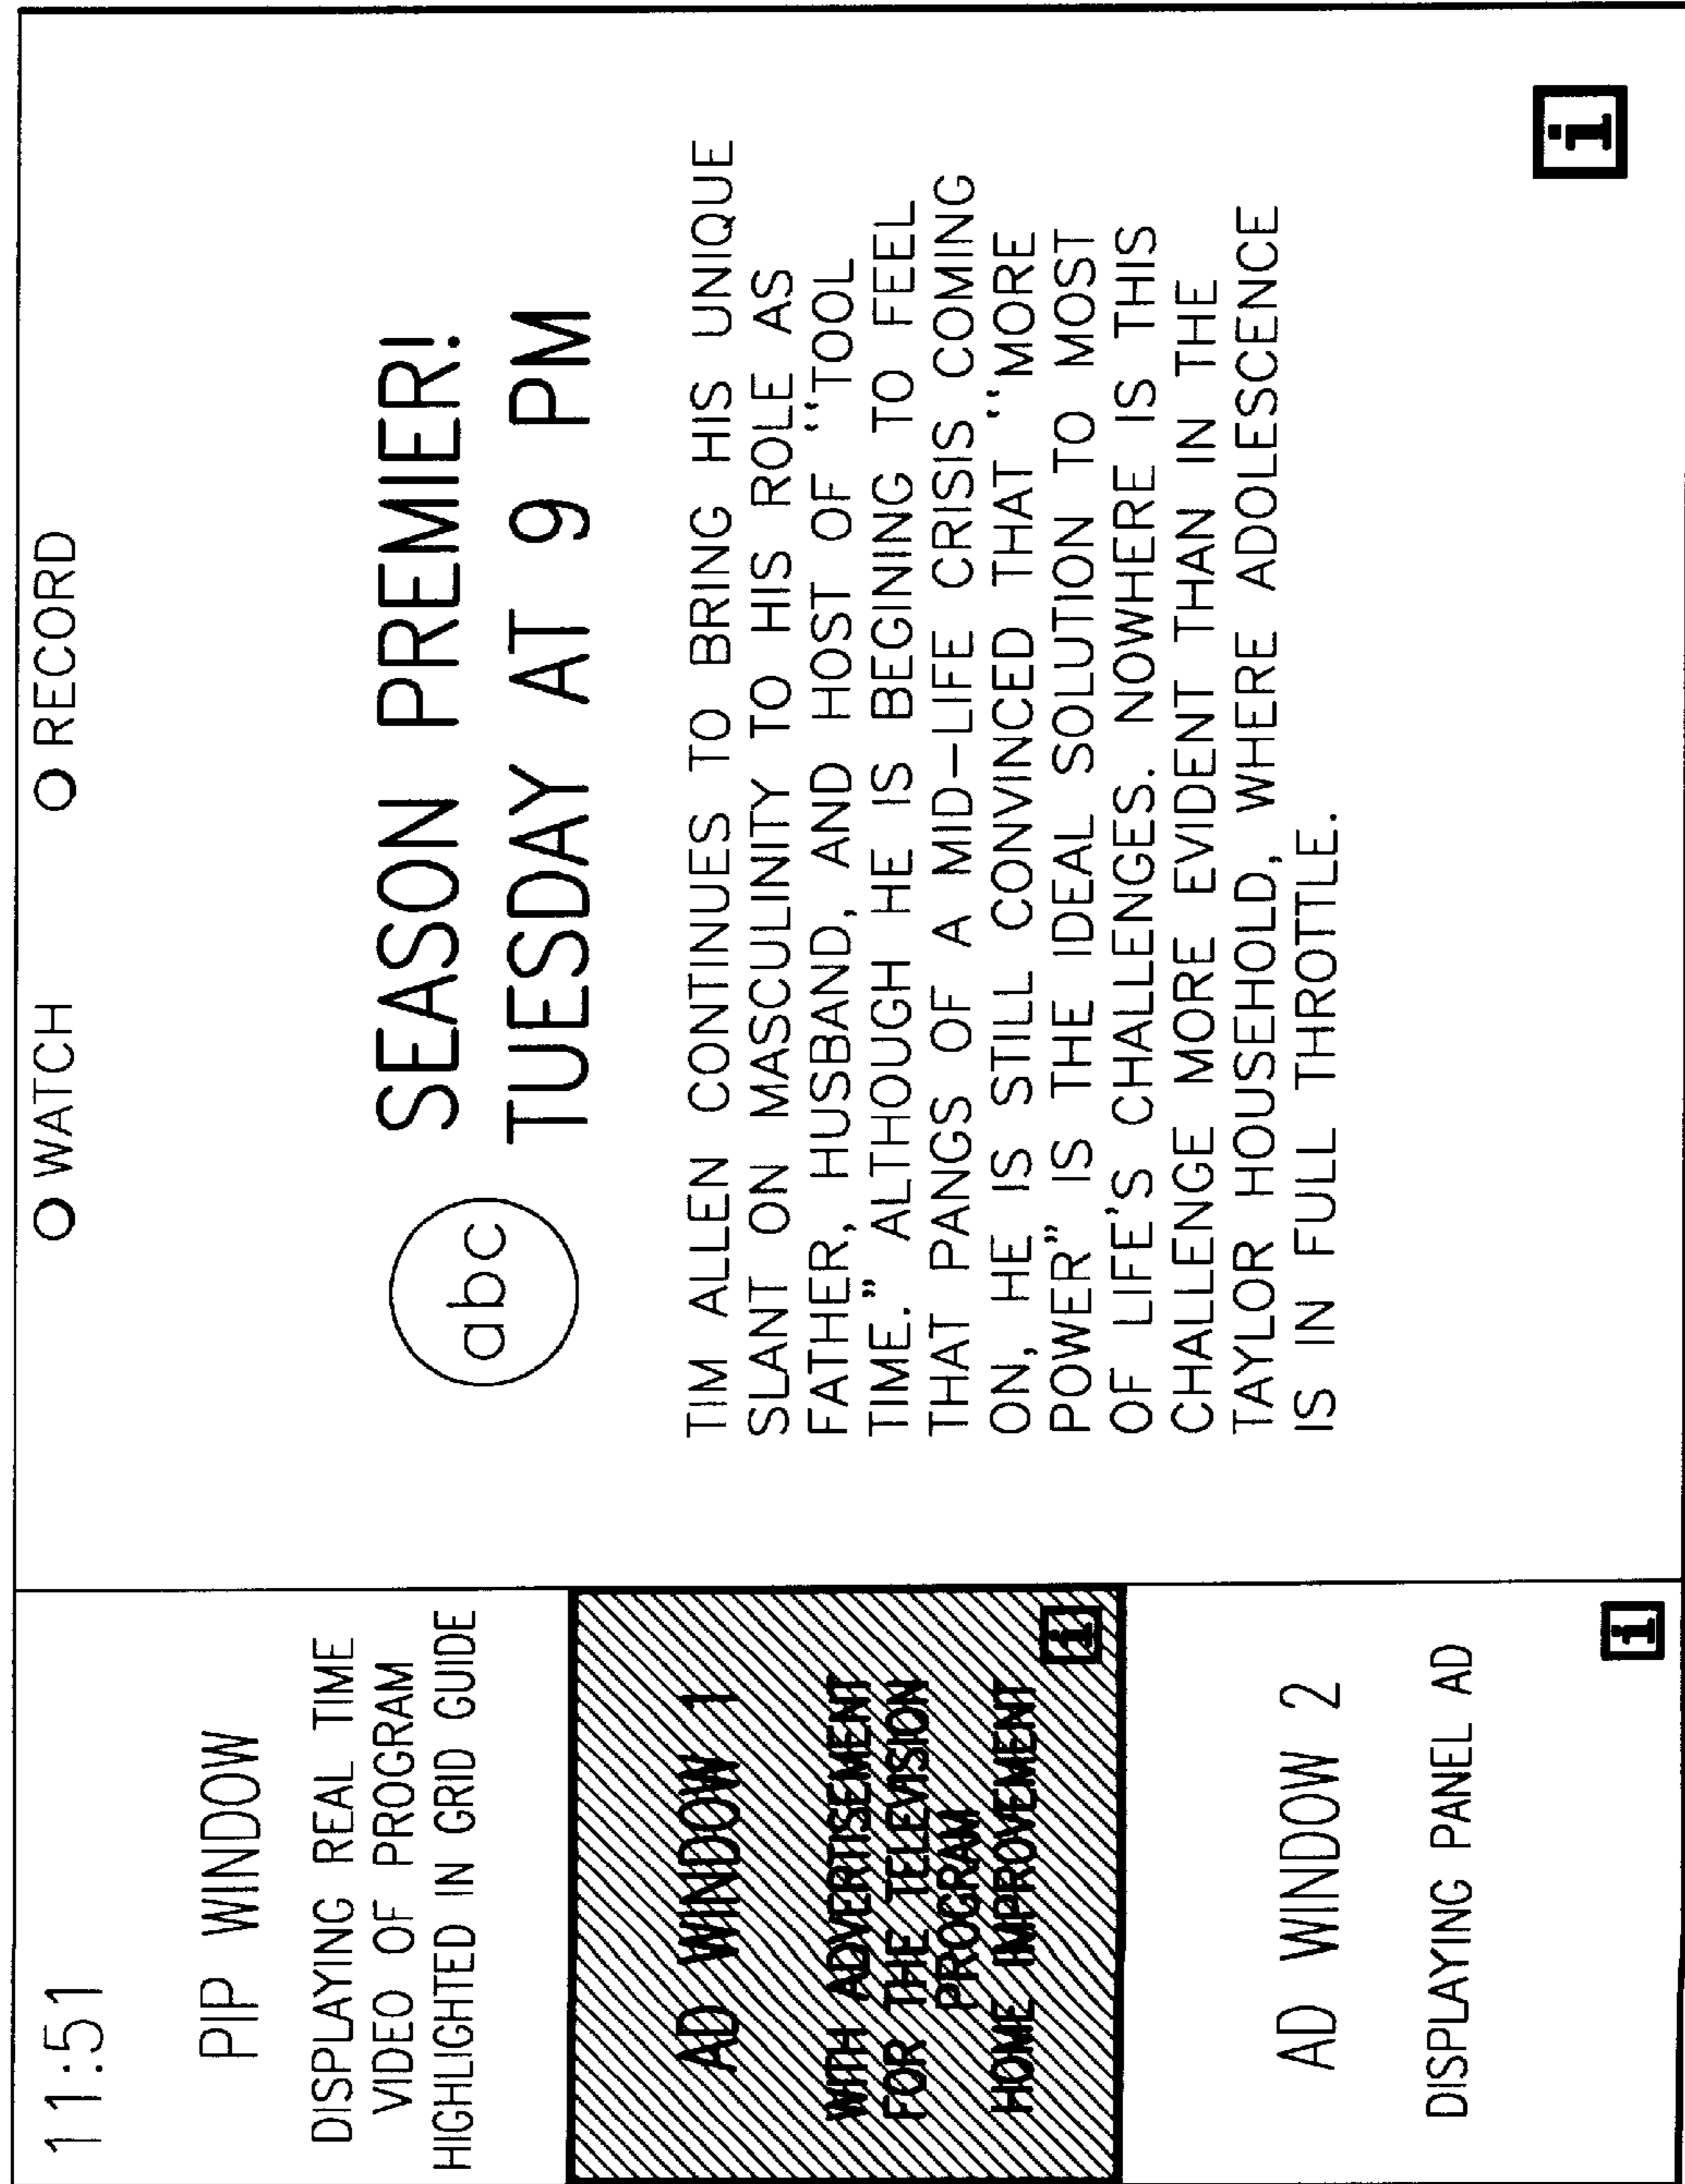 11:51
PIP WINDOW
DISPLAYING REAL TIME
VIDEO OF PROGRAM
HIGHLIGHTED IN GRID GUIDE
AD WINDOW 1
WITH ADVERTISEMENT
FOR THE TELEVISION
PROGRAM
HOME IMPROVEMENT
i
AD WINDOW 2
DISPLAYING PANEL AD
i
O WATCH O RECORD
abc
SEASON PREMIER!
TUESDAY AT 9 PM
TIM ALLEN CONTINUES TO BRING HIS UNIQUE
SLANT ON MASCULINITY TO HIS ROLE AS
FATHER, HUSBAND, AND HOST OF "TOOL
TIME." ALTHOUGH HE IS BEGINING TO FEEL
THAT PANGS OF A MID-LIFE CRISIS COMING
ON, HE IS STILL CONVINCED THAT "MORE
POWER" IS THE IDEAL SOLUTION TO MOST
OF LIFE'S CHALLENGES. NOWHERE IS THIS
CHALLENGE MORE EVIDENT THAN IN THE
TAYLOR HOUSEHOLD, WHERE ADOLESCENCE
IS IN FULL THROTTLE.
i